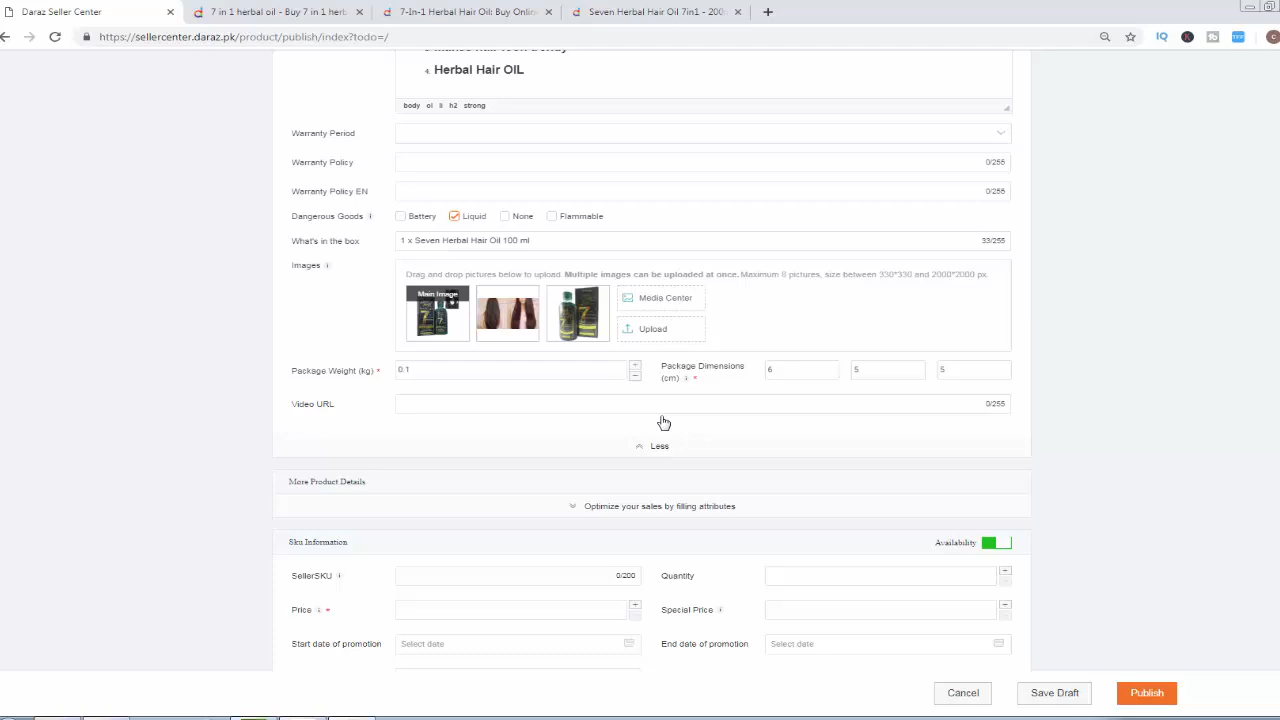 Daraz Seller Center
7 in 1 herbal oil - Buy 7 in 1 herb
7-In-1 Herbal Hair Oil: Buy Online
Seven Herbal Hair Oil 7in1 - 200
https://sellercenter.daraz.pk/product/publish/index?todo=/
4. Herbal Hair OIL
body ol li h2 strong
Warranty Period
Warranty Policy 0/255
Warranty Policy EN 0/255
Dangerous Goods Battery Liquid None Flammable
What's in the box 1 x Seven Herbal Hair Oil 100 ml 33/255
Images
Drag and drop pictures below to upload. Multiple images can be uploaded at once. Maximum 8 pictures, size between 330*330 and 2000*2000 px.
Main Image
7
7
Media Center
Upload
Package Weight (kg) * 0.1
Package Dimensions (cm) * 6 5 5
Video URL 0/255
Less
More Product Details
Optimize your sales by filling attributes
Sku Information Availability
SellerSKU 0/200 Quantity
Price * Special Price
Start date of promotion Select date End date of promotion Select date
Cancel Save Draft Publish